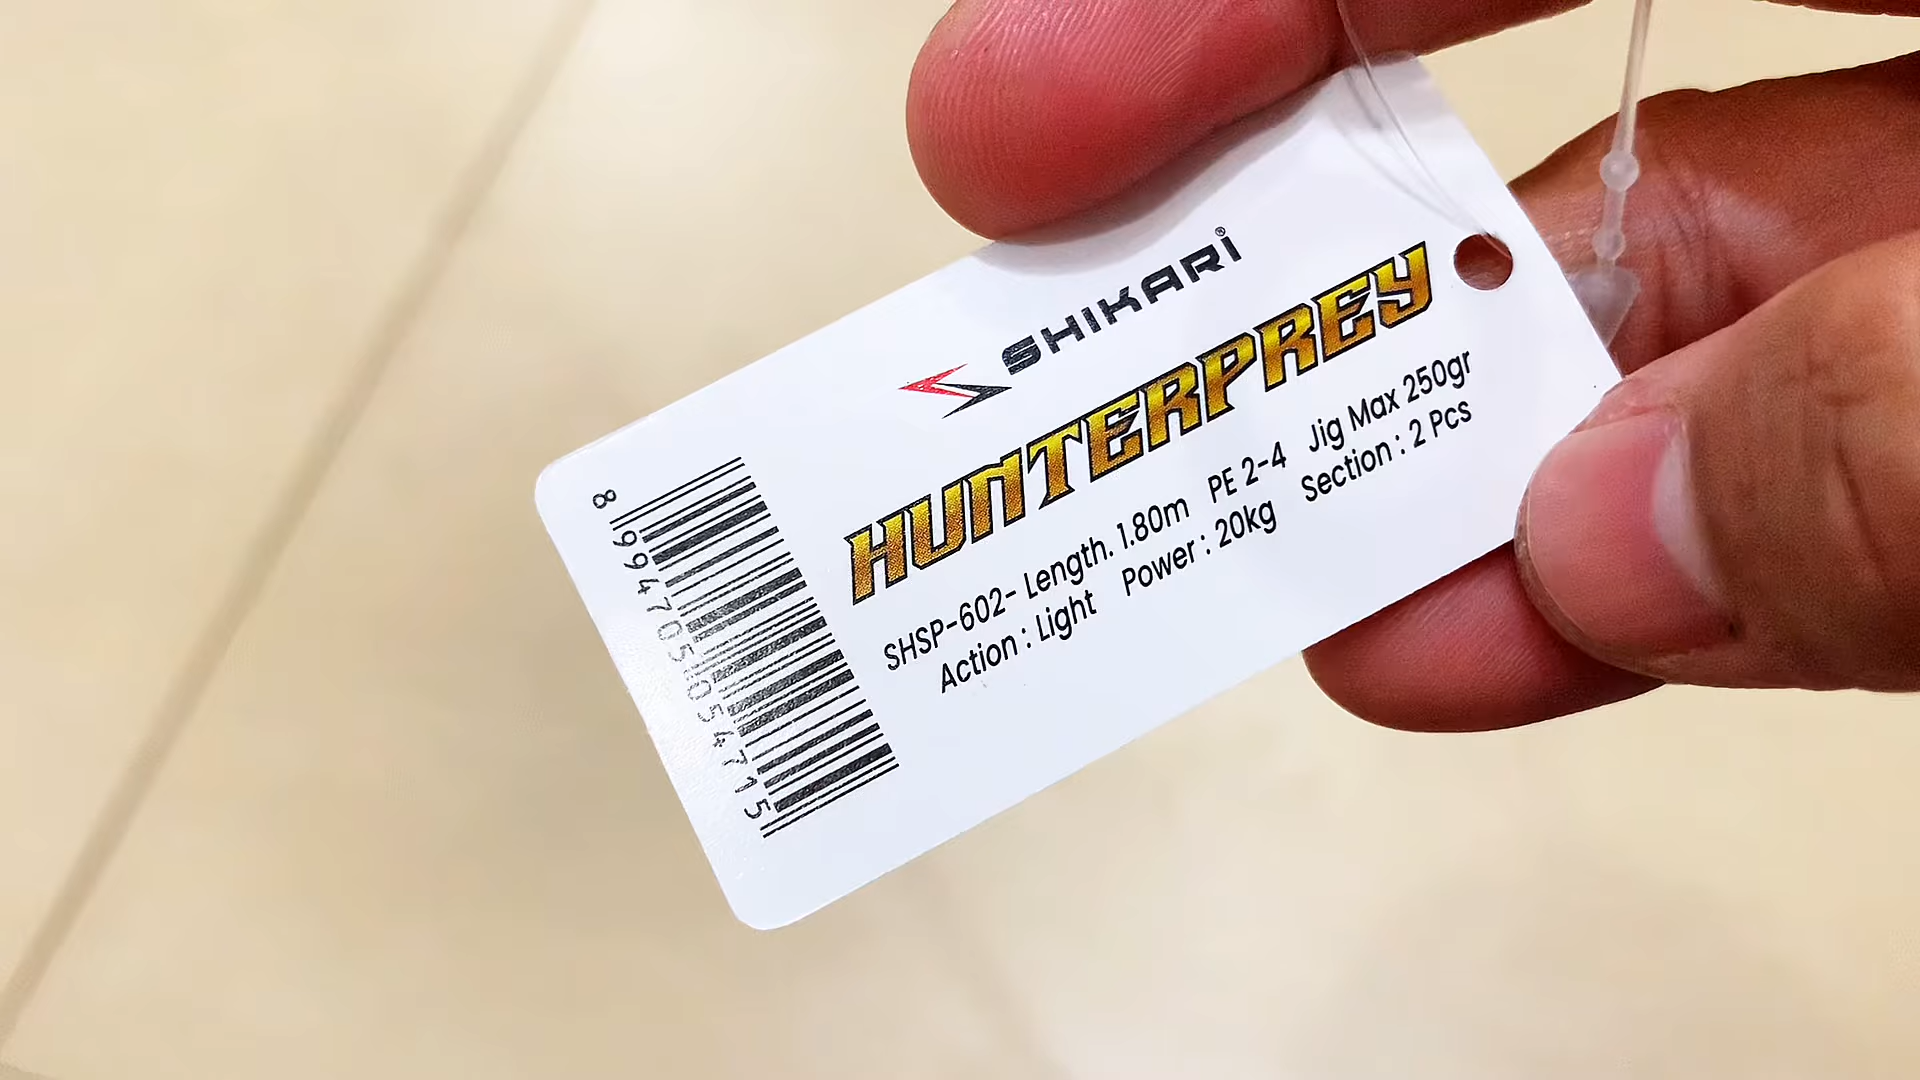 SHIKARI®
HUNTERPREY
SHSP-602- Length. 1.80m PE 2-4 Jig Max 250gr
Action : Light Power : 20kg Section : 2 Pcs
8 994705 054715